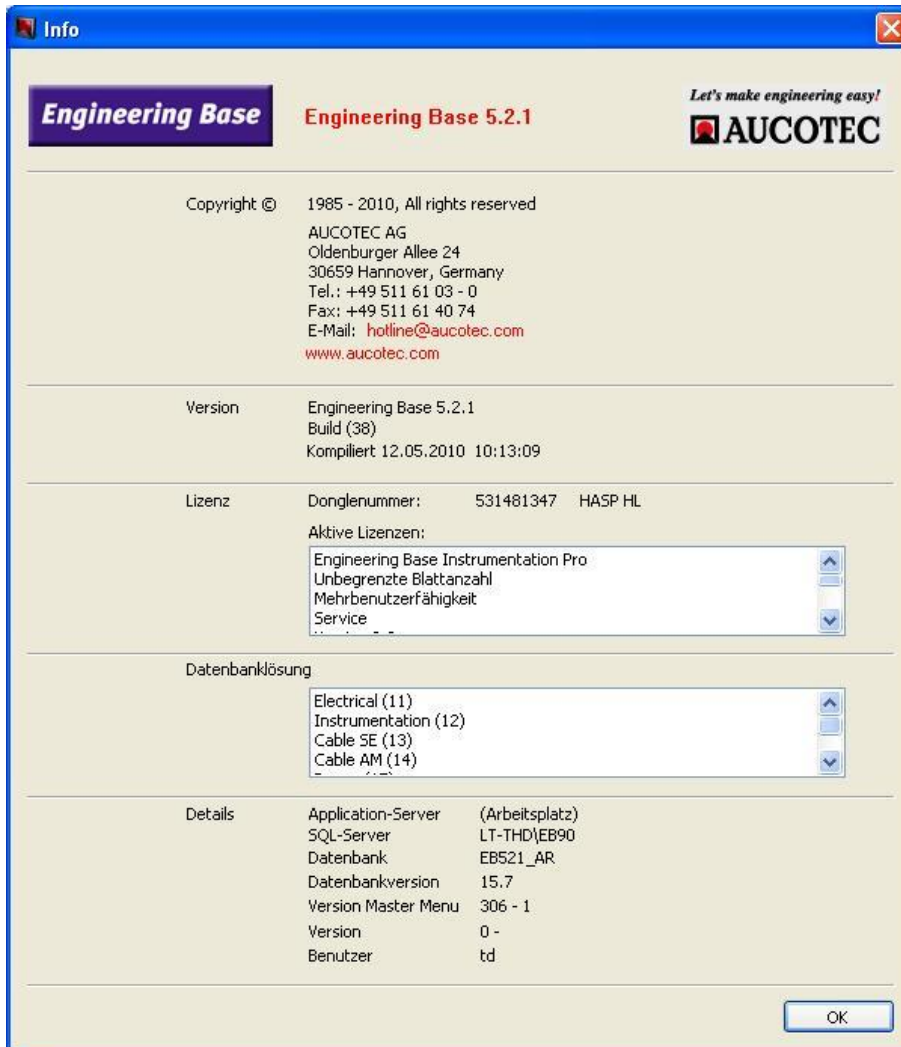 Info
Engineering Base
Engineering Base 5.2.1
Let's make engineering easy!
AUCOTEC
Copyright © 1985 - 2010, All rights reserved
AUCOTEC AG
Oldenburger Allee 24
30659 Hannover, Germany
Tel.: +49 511 61 03 - 0
Fax: +49 511 61 40 74
E-Mail: hotline@aucotec.com
www.aucotec.com
Version Engineering Base 5.2.1
Build (38)
Kompiliert 12.05.2010 10:13:09
Lizenz Donglenummer: 531481347 HASP HL
Aktive Lizenzen:
Engineering Base Instrumentation Pro
Unbegrenzte Blattanzahl
Mehrbenutzerfähigkeit
Service
Datenbanklösung
Electrical (11)
Instrumentation (12)
Cable SE (13)
Cable AM (14)
Details Application-Server (Arbeitsplatz)
SQL-Server LT-THD\EB90
Datenbank EB521_AR
Datenbankversion 15.7
Version Master Menu 306 - 1
Version 0 -
Benutzer td
OK